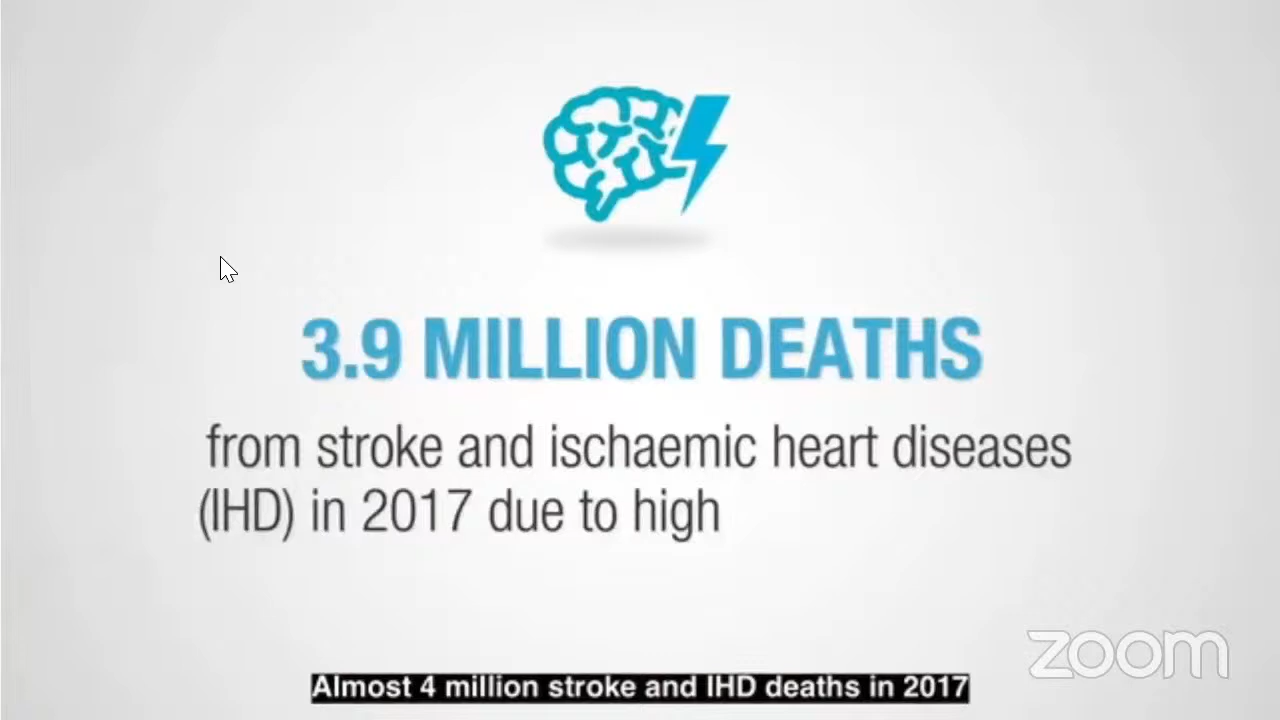 3.9 MILLION DEATHS
from stroke and ischaemic heart diseases
(IHD) in 2017 due to high
zoom
Almost 4 million stroke and IHD deaths in 2017